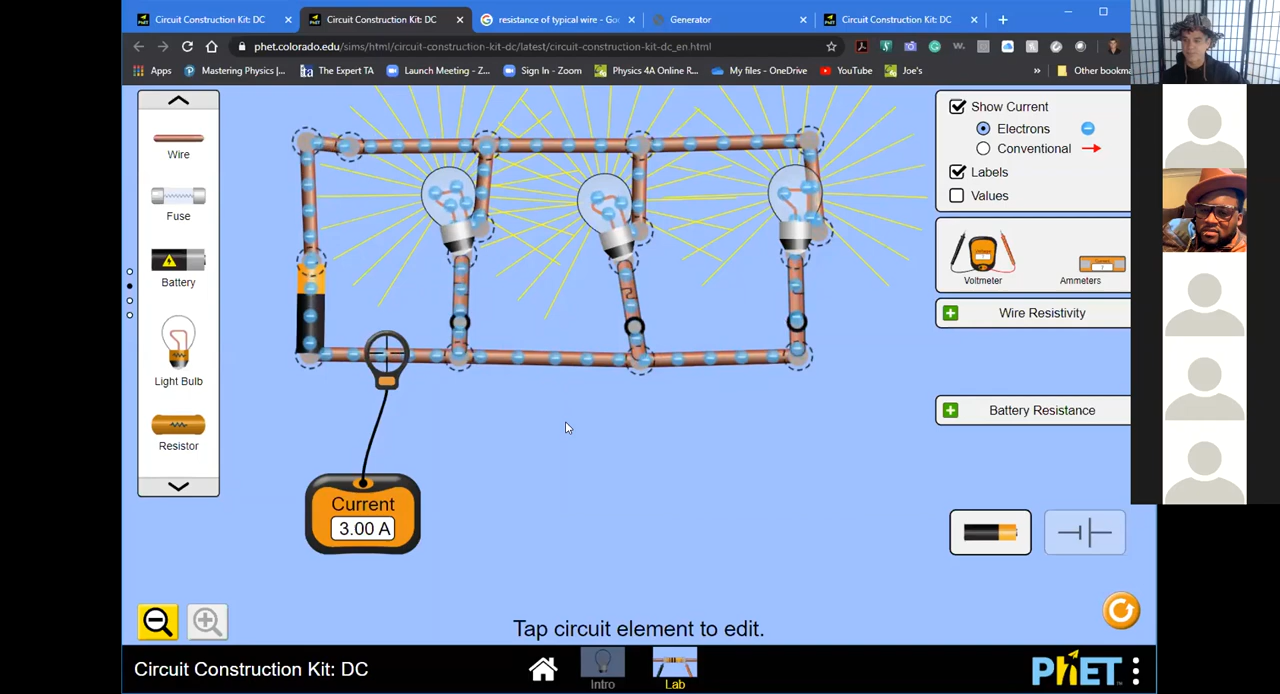 Circuit Construction Kit: DC
Circuit Construction Kit: DC
resistance of typical wire - Goo
Generator
Circuit Construction Kit: DC
phet.colorado.edu/sims/html/circuit-construction-kit-dc/latest/circuit-construction-kit-dc_en.html
Apps
Mastering Physics |...
The Expert TA
Launch Meeting - Z...
Sign In - Zoom
Physics 4A Online R...
My files - OneDrive
YouTube
Joe's
Other bookma
Wire
Fuse
Battery
Light Bulb
Resistor
Show Current
Electrons
Conventional
Labels
Values
Voltmeter
Ammeters
Wire Resistivity
Battery Resistance
Current
3.00 A
Tap circuit element to edit.
Circuit Construction Kit: DC
Intro
Lab
PhET